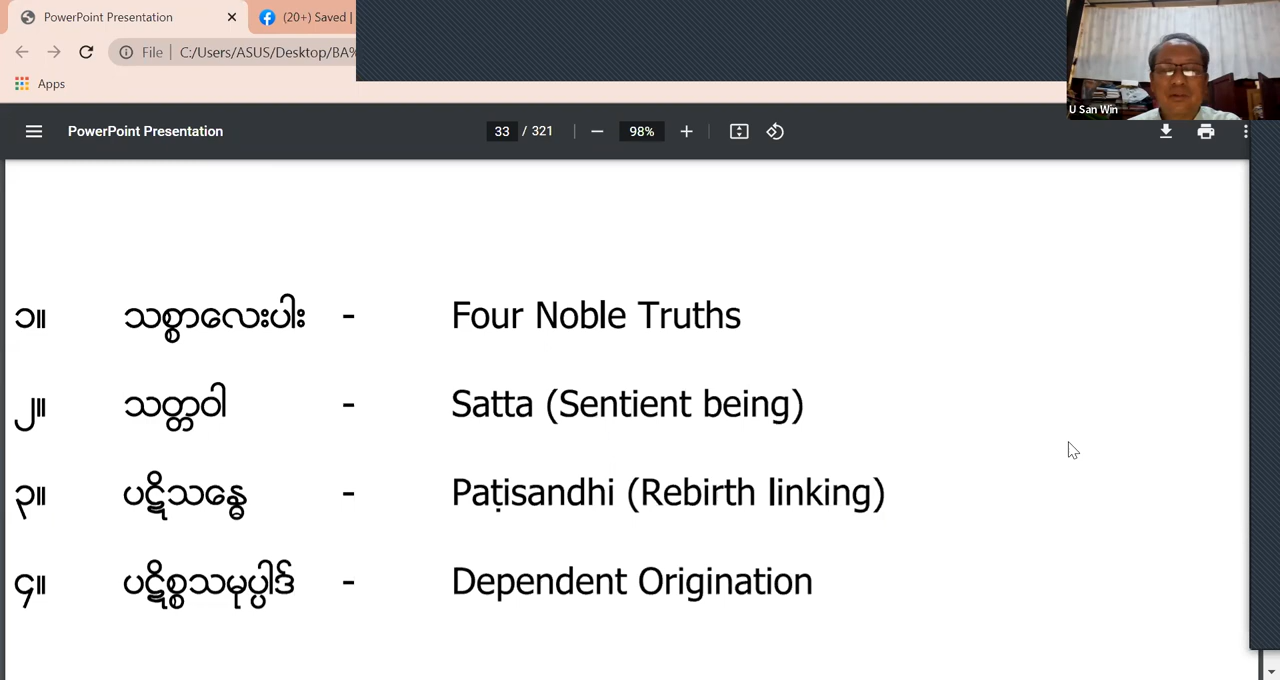 PowerPoint Presentation
(20+) Saved |
File | C:/Users/ASUS/Desktop/BA%
Apps
U San Win
PowerPoint Presentation
33 / 321
98%
၁။ သစ္စာလေးပါး - Four Noble Truths
၂။ သတ္တဝါ - Satta (Sentient being)
၃။ ပဋိသန္ဓေ - Paṭisandhi (Rebirth linking)
၄။ ပဋိစ္စသမုပ္ပါဒ် - Dependent Origination